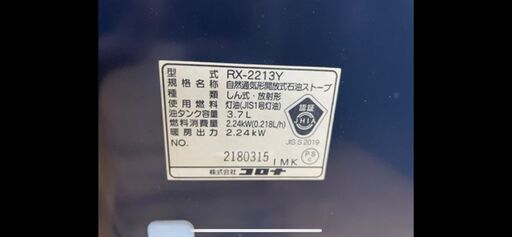 型式 RX-2213Y
規格名称 自然通気形開放式石油ストーブ
種類 しん式・放射形
使用燃料 灯油(JIS1号灯油)
油タンク容量 3.7L
燃料消費量 2.24kW(0.218L/h)
暖房出力 2.24kW
NO. 2180315 IMK
認証
JHIA
JIS S 2019
PS
C
株式会社 コロナ